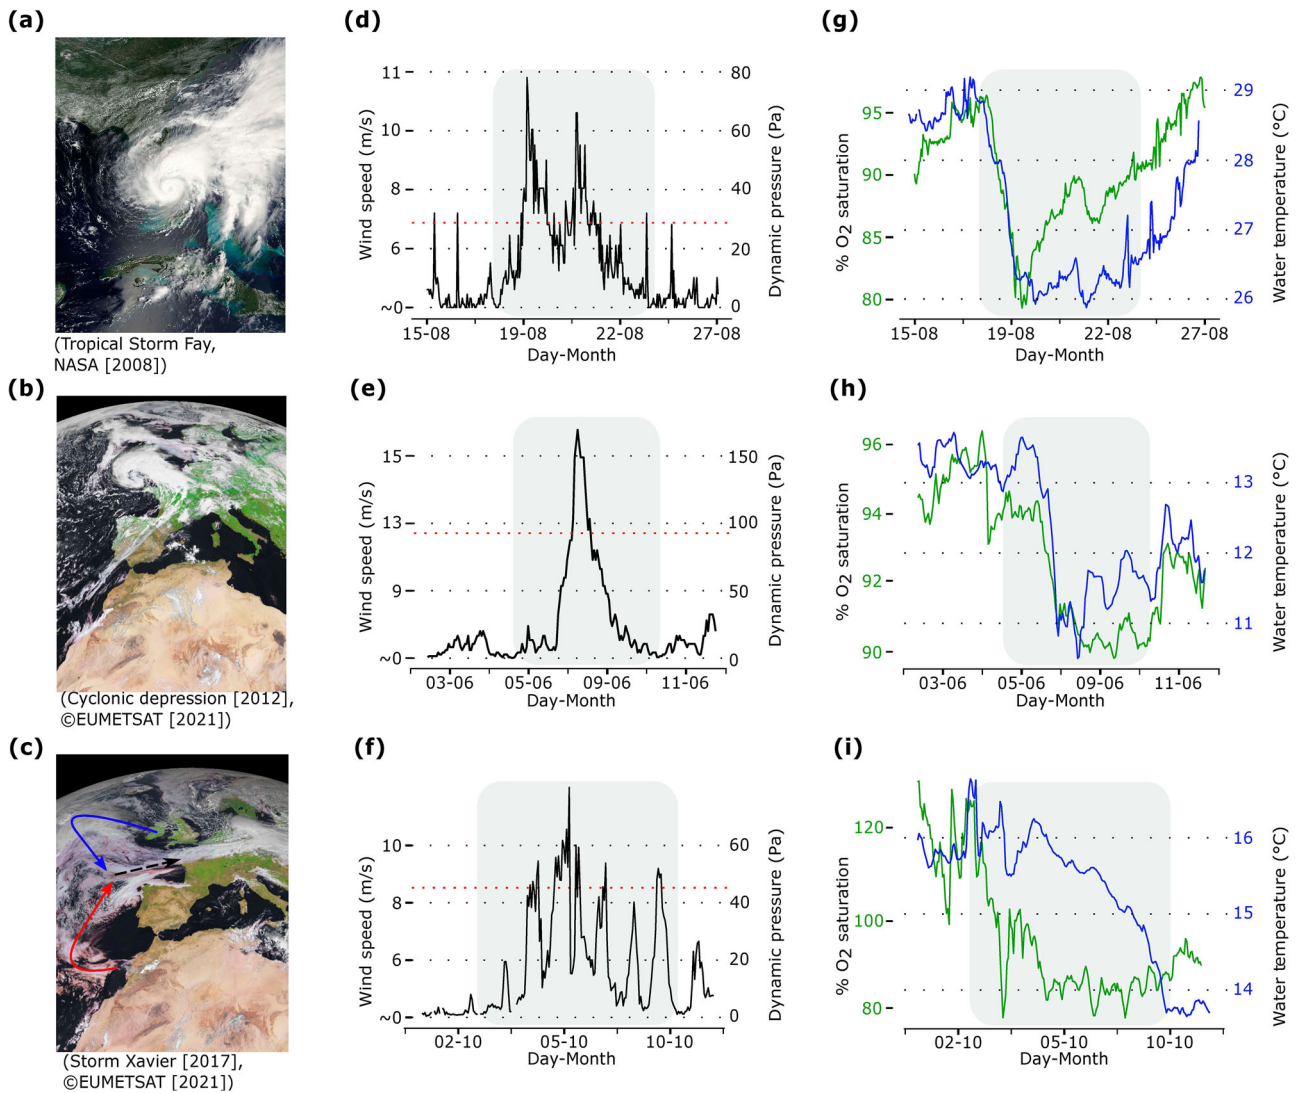 (a)
(Tropical Storm Fay,
NASA [2008])
(d)
Wind speed (m/s)
11
10
8
6
~0
80
60
40
20
0
Dynamic pressure (Pa)
15-08 19-08 22-08 27-08
Day-Month
(g)
% O2 saturation
95
90
85
80
29
28
27
26
Water temperature (°C)
15-08 19-08 22-08 27-08
Day-Month
(b)
(Cyclonic depression [2012],
©EUMETSAT [2021])
(e)
Wind speed (m/s)
15
13
9
~0
150
100
50
0
Dynamic pressure (Pa)
03-06 05-06 09-06 11-06
Day-Month
(h)
% O2 saturation
96
94
92
90
13
12
11
Water temperature (°C)
03-06 05-06 09-06 11-06
Day-Month
(c)
(Storm Xavier [2017],
©EUMETSAT [2021])
(f)
Wind speed (m/s)
10
8
6
~0
60
40
20
0
Dynamic pressure (Pa)
02-10 05-10 10-10
Day-Month
(i)
% O2 saturation
120
100
80
16
15
14
Water temperature (°C)
02-10 05-10 10-10
Day-Month